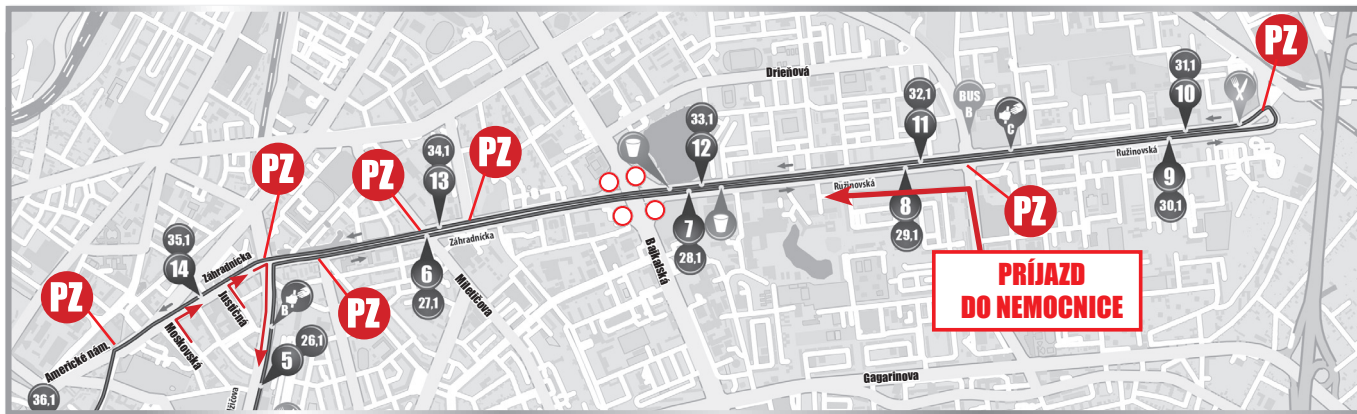 PZ
31,1
10
Drieňová
32,1
11
BUS
B
C
33,1
12
Ružinovská
9
30,1
34,1
13
PZ
PZ
PZ
Ružinovská
8
29,1
PZ
7
28,1
Záhradnícka
6
27,1
35,1
14
Záhradnícka
Bajkalská
Miletičova
PRÍJAZD
DO NEMOCNICE
PZ
PZ
Justičná
B
Moskovská
Americké nám.
26,1
5
Gagarinova
36,1